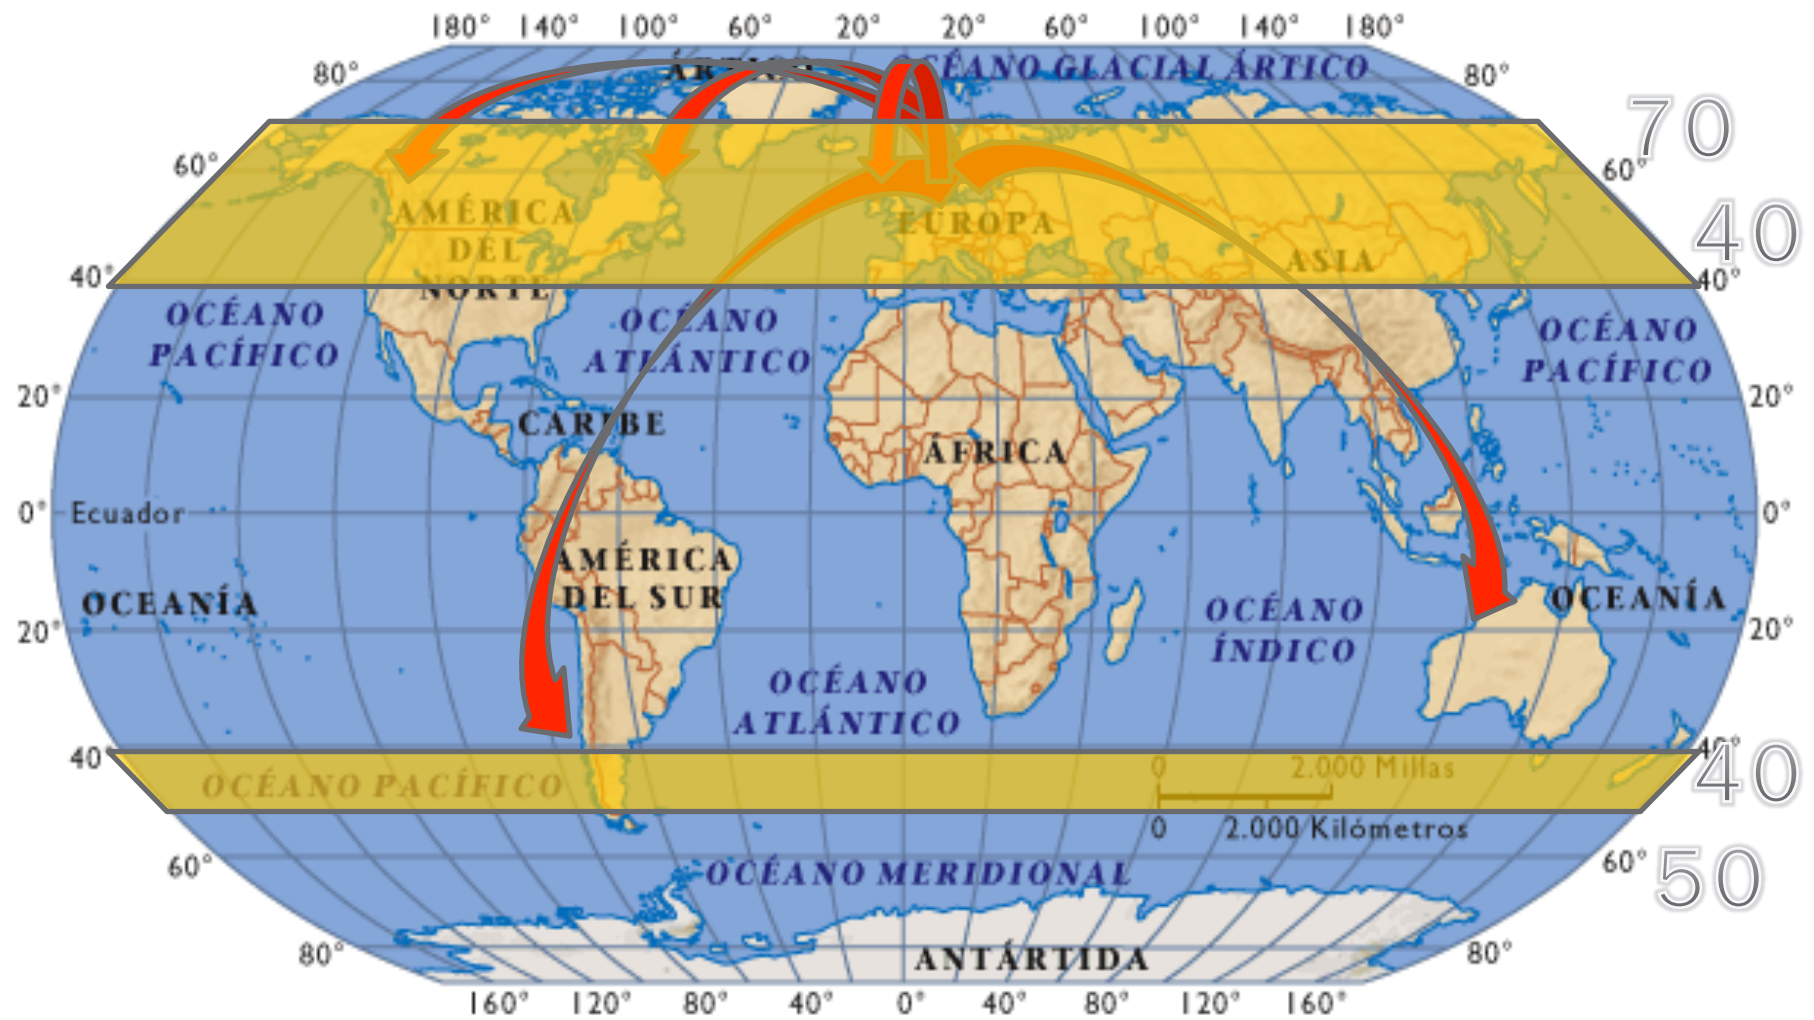 180° 140° 100° 60° 20° 20° 60° 100° 140° 180°
80° ÁRTICO OCÉANO GLACIAL ÁRTICO 80°
70
60° 60°
AMÉRICA
DEL
NORTE
EUROPA
ASIA
40
40° 40°
OCÉANO
PACÍFICO
OCÉANO
ATLÁNTICO
OCÉANO
PACÍFICO
20° 20°
CARIBE
ÁFRICA
0° Ecuador 0°
AMÉRICA
DEL SUR
OCEANÍA
OCÉANO
ÍNDICO
OCEANÍA
20° 20°
OCÉANO
ATLÁNTICO
40° 40°
40
OCÉANO PACÍFICO
0 2.000 Millas
0 2.000 Kilómetros
60° 60°
50
OCÉANO MERIDIONAL
80° ANTÁRTIDA 80°
160° 120° 80° 40° 0° 40° 80° 120° 160°